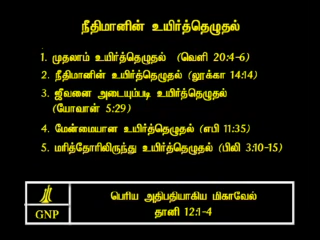 நீதிமானின் உயிர்த்தெழுதல்
1. முதலாம் உயிர்த்தெழுதல் (வெளி 20:4-6)
2. நீதிமானின் உயிர்த்தெழுதல் (லூக்கா 14:14)
3. ஜீவனை அடையும்படி உயிர்த்தெழுதல்
(யோவான் 5:29)
4. மேன்மையான உயிர்த்தெழுதல் (எபி 11:35)
5. மரித்தோரிலிருந்து உயிர்த்தெழுதல் (பிலி 3:10-15)
GNP
பெரிய அதிபதியாகிய மிகாவேல்
தானி 12:1-4